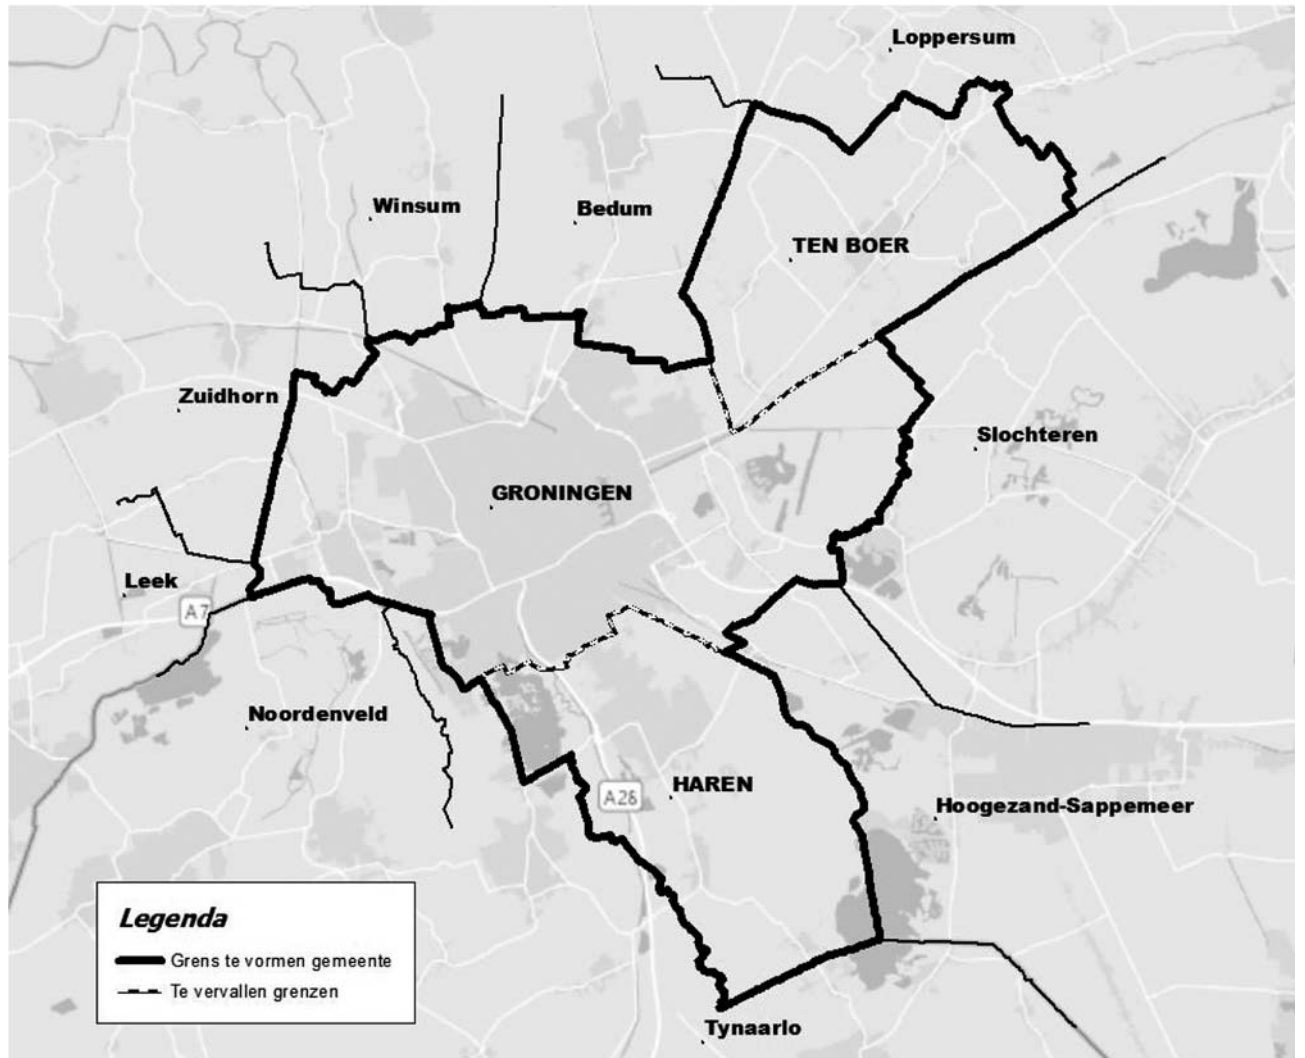 Loppersum
Winsum
Bedum
TEN BOER
Zuidhorn
Slochteren
GRONINGEN
Leek
A7
Noordenveld
HAREN
A28
Hoogezand-Sappemeer
Legenda
Grens te vormen gemeente
Te vervallen grenzen
Tynaarlo